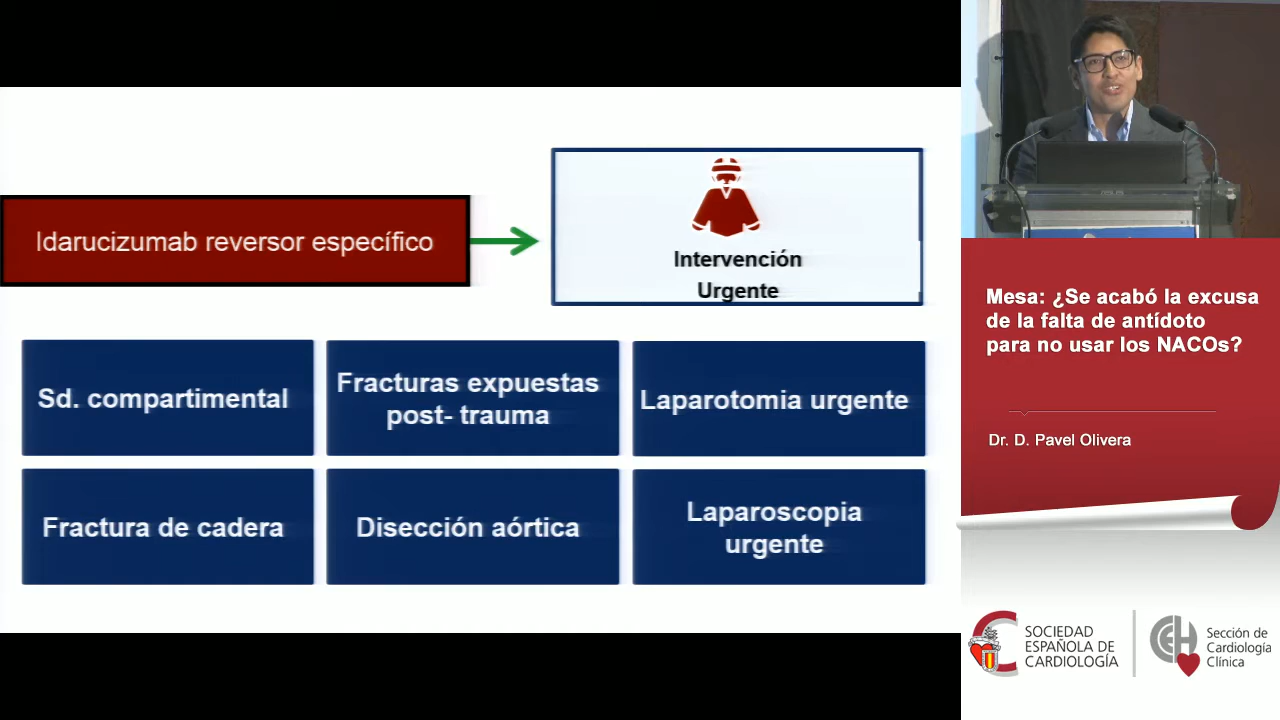 Idarucizumab reversor específico
Intervención
Urgente
Sd. compartimental
Fracturas expuestas
post- trauma
Laparotomia urgente
Fractura de cadera
Disección aórtica
Laparoscopia
urgente
Mesa: ¿Se acabó la excusa
de la falta de antídoto
para no usar los NACOs?
Dr. D. Pavel Olivera
SOCIEDAD
ESPAÑOLA DE
CARDIOLOGÍA
Sección de
Cardiología
Clínica